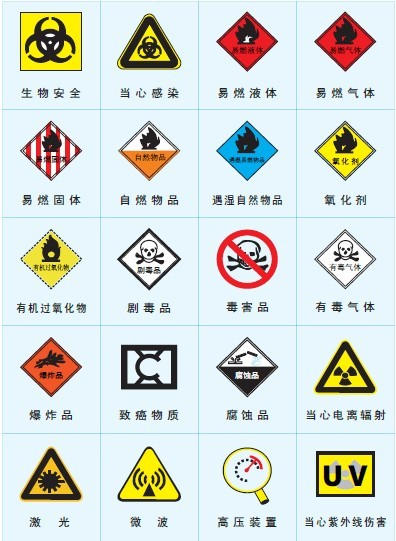 生物安全
当心感染
易燃液体
易燃液体
易燃气体
易燃气体
易燃固体
易燃固体
自然物品
自燃物品
遇湿易燃物品
遇湿自然物品
氧化剂
氧化剂
有机过氧化物
有机过氧化物
剧毒品
剧毒品
毒害品
有毒气体
有毒气体
爆炸品
爆炸品
C
致癌物质
腐蚀品
腐蚀品
当心电离辐射
激光
微波
高压装置
UV
当心紫外线伤害